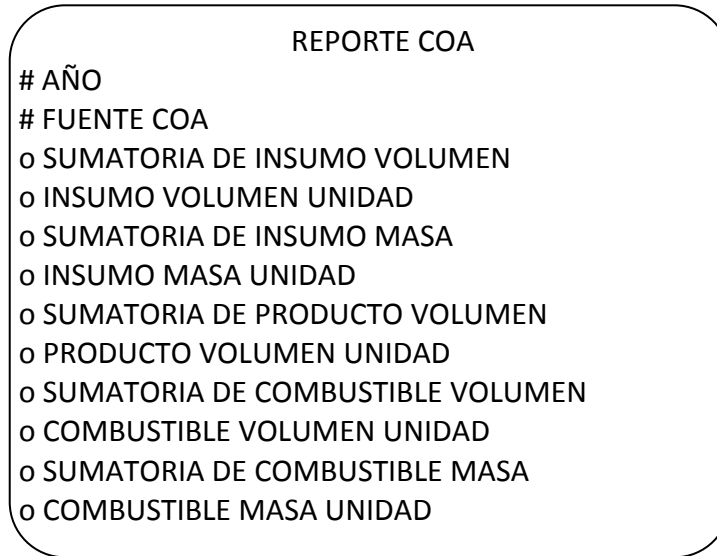 REPORTE COA
# AÑO
# FUENTE COA
o SUMATORIA DE INSUMO VOLUMEN
o INSUMO VOLUMEN UNIDAD
o SUMATORIA DE INSUMO MASA
o INSUMO MASA UNIDAD
o SUMATORIA DE PRODUCTO VOLUMEN
o PRODUCTO VOLUMEN UNIDAD
o SUMATORIA DE COMBUSTIBLE VOLUMEN
o COMBUSTIBLE VOLUMEN UNIDAD
o SUMATORIA DE COMBUSTIBLE MASA
o COMBUSTIBLE MASA UNIDAD